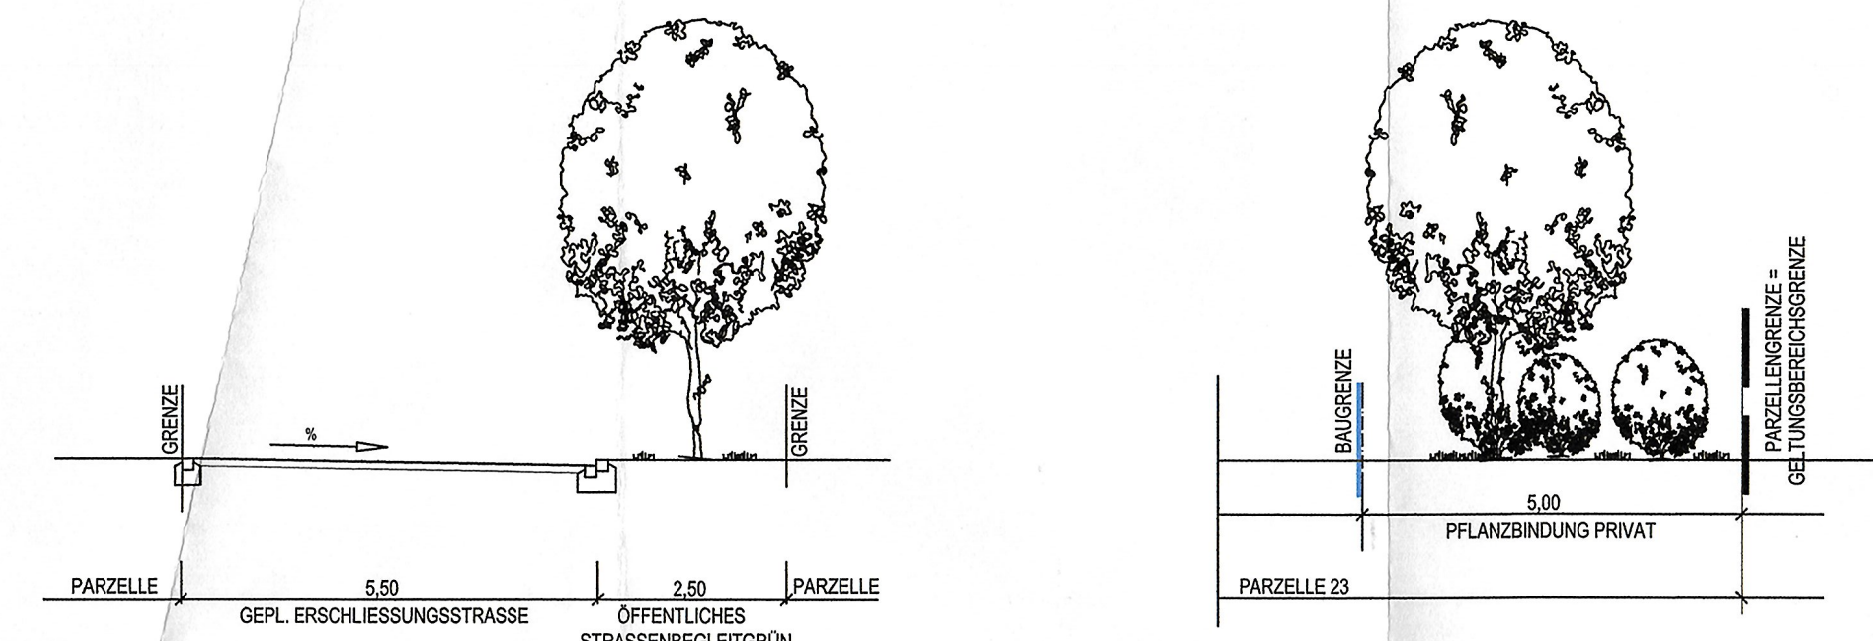 GRENZE
%
GRENZE
PARZELLE
5,50
2,50
PARZELLE
GEPL. ERSCHLIESSUNGSSTRASSE
ÖFFENTLICHES
STRASSENBEGLEITGRÜN
BAUGRENZE
PARZELLENGRENZE =
GELTUNGSBEREICHSGRENZE
5,00
PFLANZBINDUNG PRIVAT
PARZELLE 23